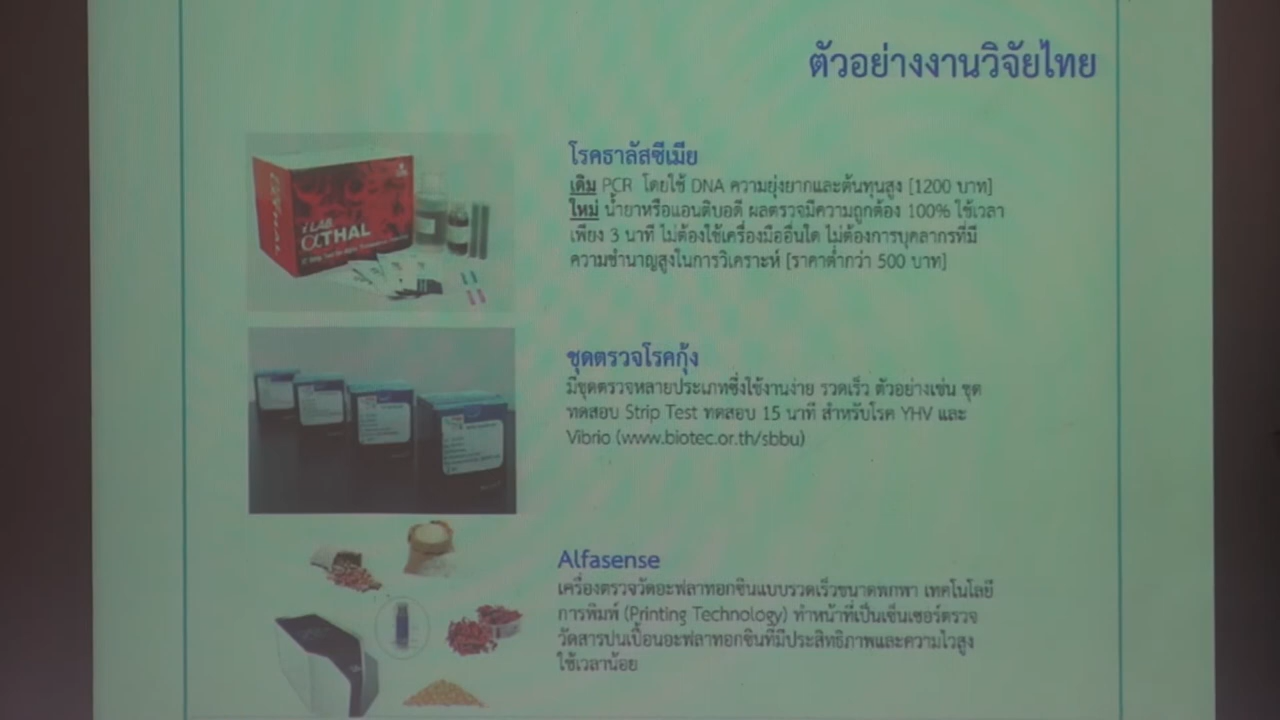 ตัวอย่างงานวิจัยไทย
i LAB
αTHAL
โรคธาลัสซีเมีย
เดิม PCR โดยใช้ DNA ความยุ่งยากและต้นทุนสูง [1200 บาท]
ใหม่ น้ำยาหรือแอนติบอดี ผลตรวจมีความถูกต้อง 100% ใช้เวลา
เพียง 3 นาที ไม่ต้องใช้เครื่องมืออื่นใด ไม่ต้องการบุคลากรที่มี
ความชำนาญสูงในการวิเคราะห์ [ราคาต่ำกว่า 500 บาท]
ชุดตรวจโรคกุ้ง
มีชุดตรวจหลายประเภทซึ่งใช้งานง่าย รวดเร็ว ตัวอย่างเช่น ชุด
ทดสอบ Strip Test ทดสอบ 15 นาที สำหรับโรค YHV และ
Vibrio (www.biotec.or.th/sbbu)
Alfasense
เครื่องตรวจวัดอะฟลาทอกซินแบบรวดเร็วขนาดพกพา เทคโนโลยี
การพิมพ์ (Printing Technology) ทำหน้าที่เป็นเซ็นเซอร์ตรวจ
วัดสารปนเปื้อนอะฟลาทอกซินที่มีประสิทธิภาพและความไวสูง
ใช้เวลาน้อย